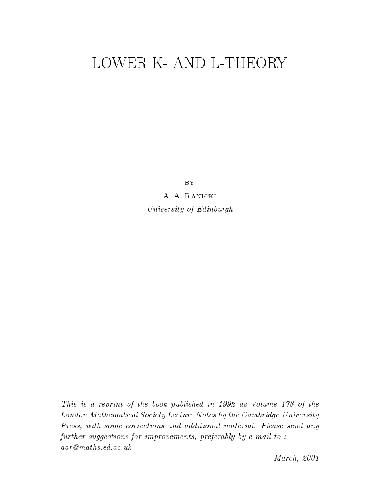 LOWER K- AND L-THEORY
BY
A. A. RANICKI
University of Edinburgh
This is a reprint of the book published in 1992 as volume 178 of the
London Mathematical Society Lecture Notes by the Cambridge University
Press, with some corrections and additional material. Please send any
further suggestions for improvements, preferably by e-mail to :
aar@maths.ed.ac.uk
March, 2001